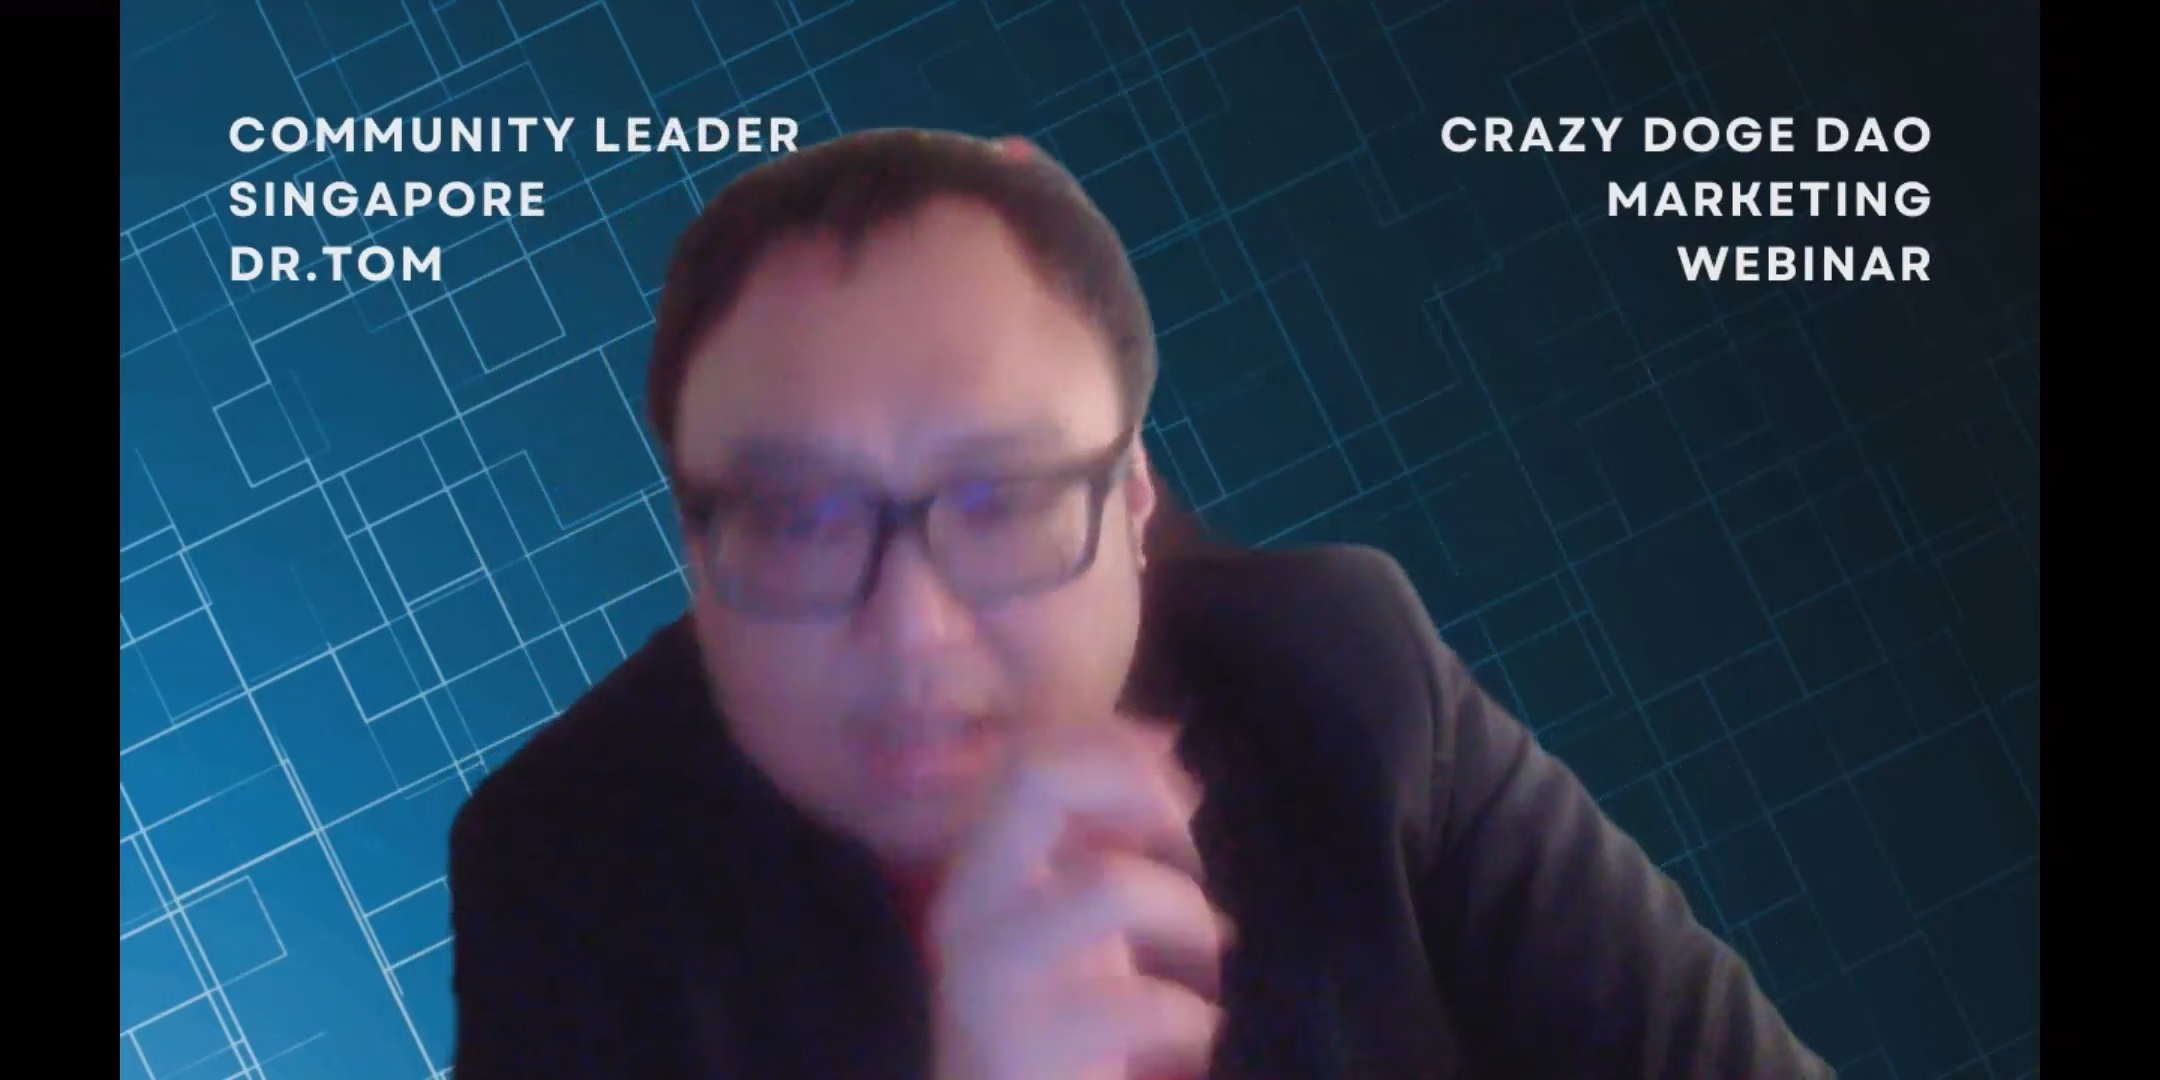 COMMUNITY LEADER
SINGAPORE
DR.TOM
CRAZY DOGE DAO
MARKETING
WEBINAR